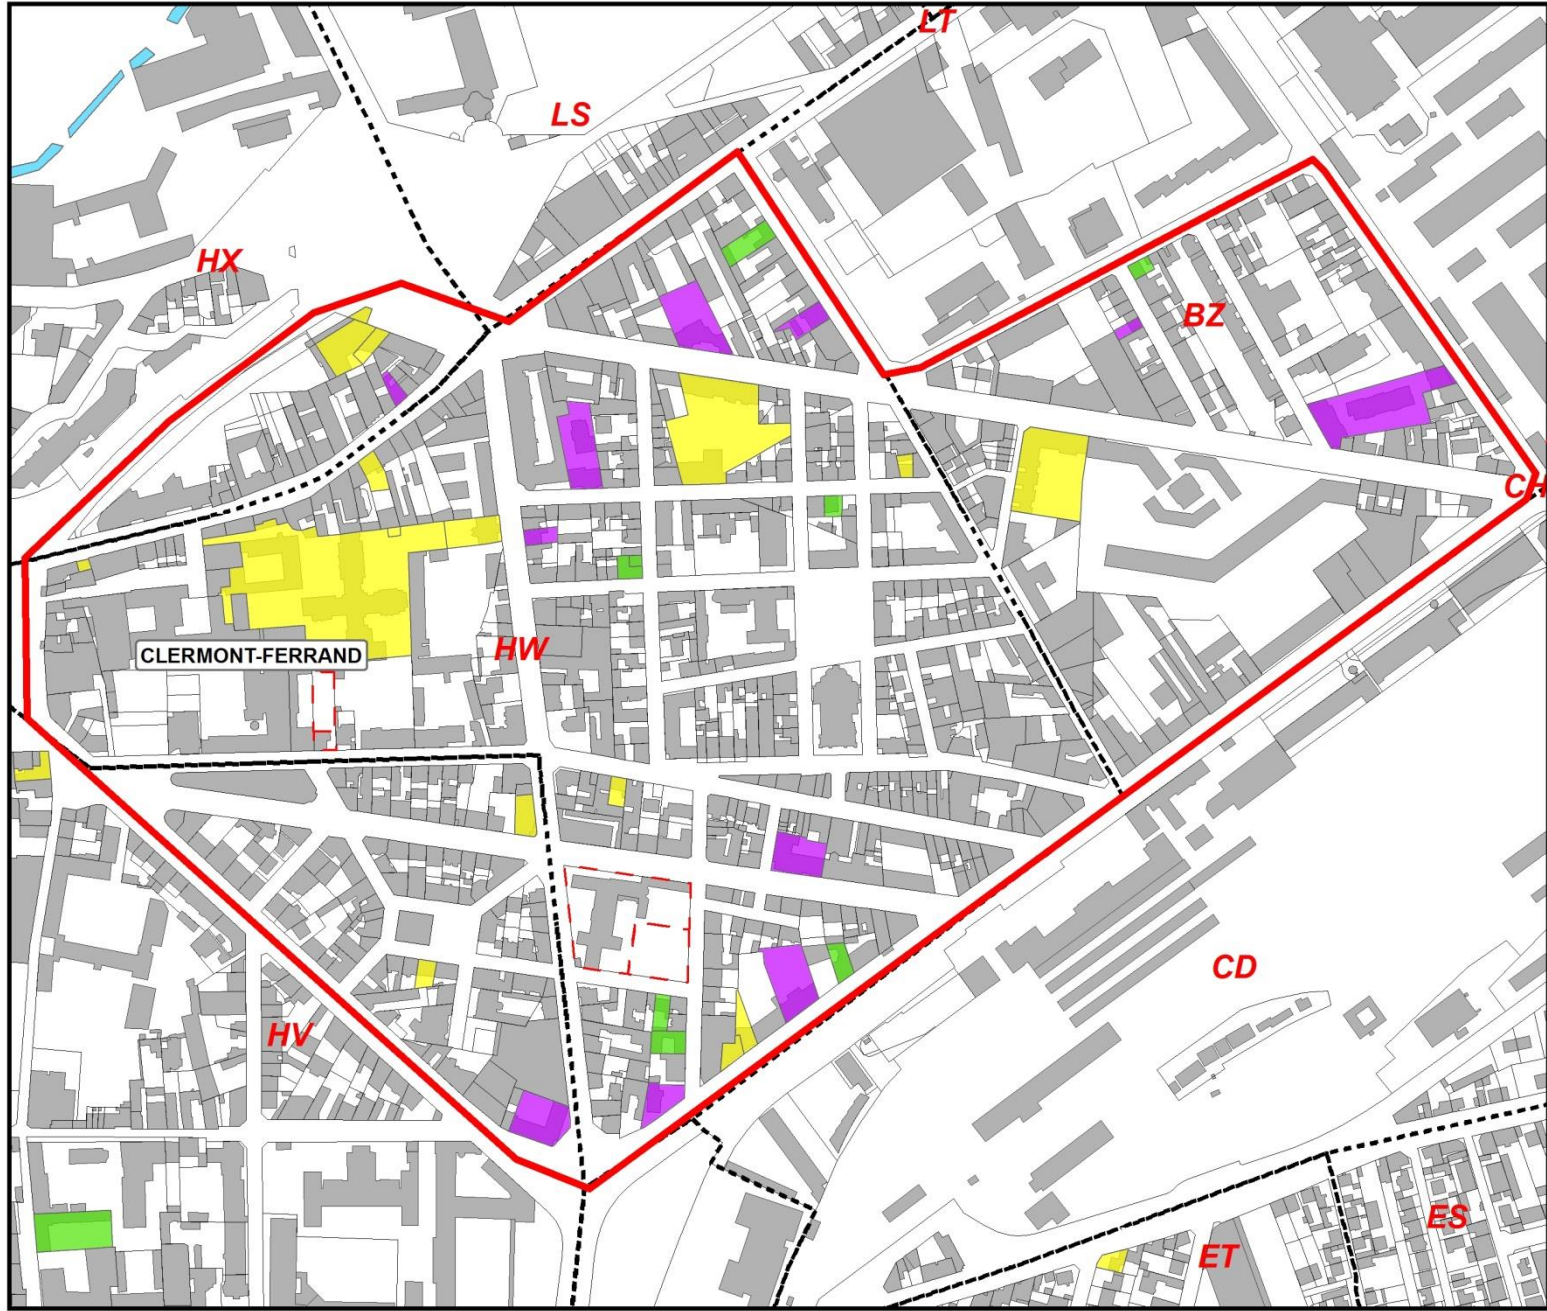 LT
LS
HX
BZ
CH
CLERMONT-FERRAND
HW
CD
HV
ES
ET